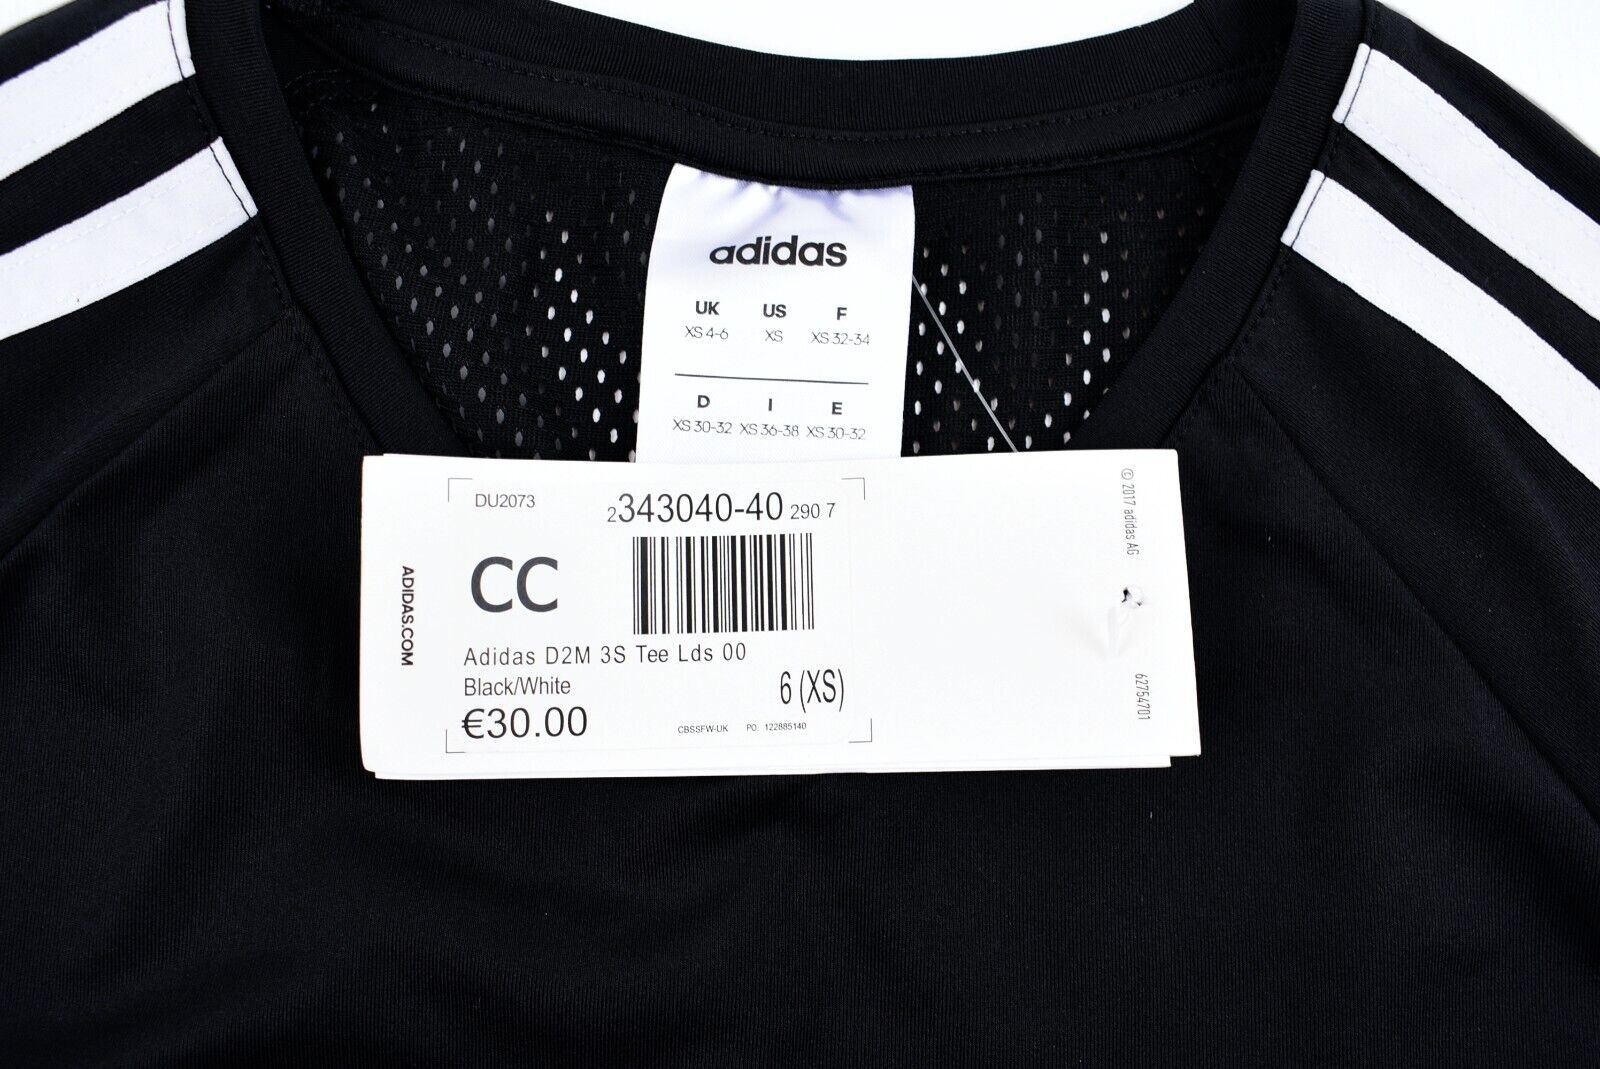 adidas
UK US F
XS 4-6 XS XS 32-34
D I E
XS 30-32 XS 36-38 XS 30-32
DU2073
2343040-40 290 7
CC
Adidas D2M 3S Tee Lds 00
Black/White
6 (XS)
€30.00
CBSSFW-UK PO: 122885140
ADIDAS.COM
© 2017 adidas AG
62754701